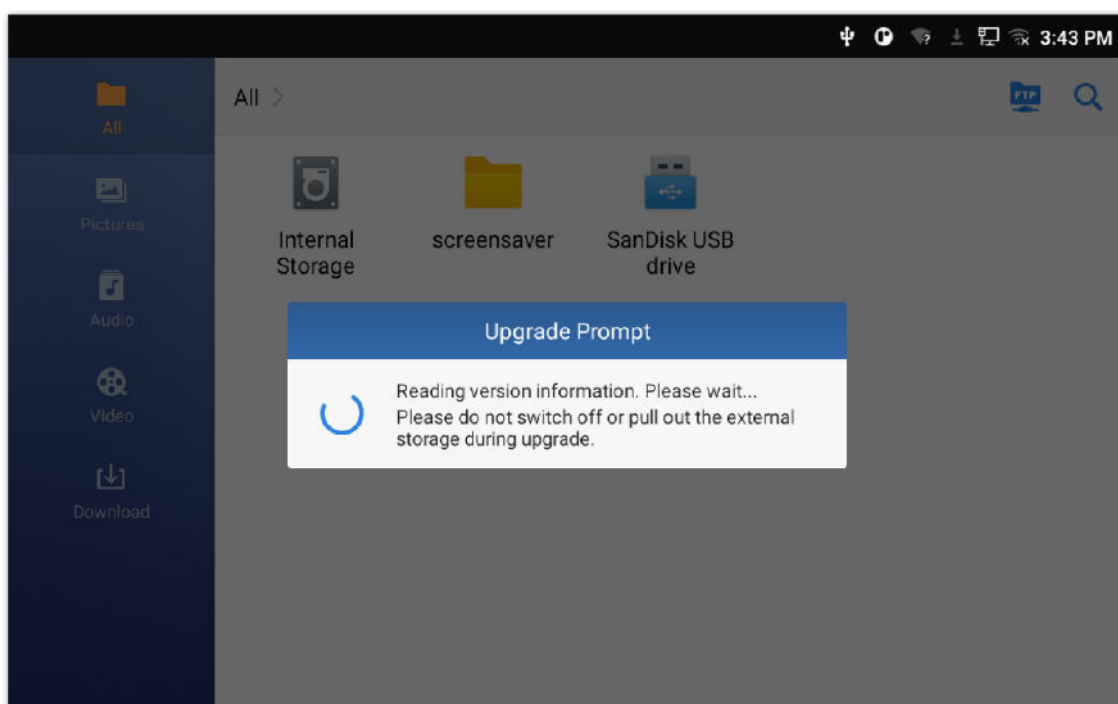 3:43 PM
All
All >
FTP
Pictures
Internal
Storage
screensaver
SanDisk USB
drive
Audio
Upgrade Prompt
Reading version information. Please wait...
Please do not switch off or pull out the external
storage during upgrade.
Video
Download